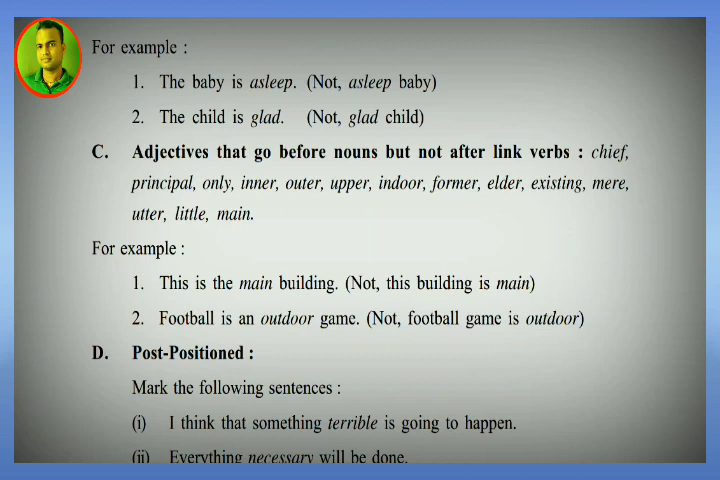 For example :
1. The baby is asleep. (Not, asleep baby)
2. The child is glad. (Not, glad child)
C. Adjectives that go before nouns but not after link verbs : chief,
principal, only, inner, outer, upper, indoor, former, elder, existing, mere,
utter, little, main.
For example :
1. This is the main building. (Not, this building is main)
2. Football is an outdoor game. (Not, football game is outdoor)
D. Post-Positioned :
Mark the following sentences :
(i) I think that something terrible is going to happen.
(ii) Everything necessary will be done.